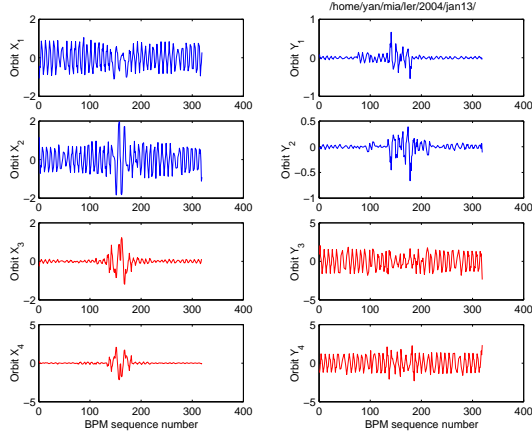 /home/yan/mia/ler/2004/jan13/
Orbit X1
2
0
-2
0 100 200 300 400
Orbit Y1
1
0
-1
0 100 200 300 400
Orbit X2
2
0
-2
0 100 200 300 400
Orbit Y2
0.5
0
-0.5
-1
0 100 200 300 400
Orbit X3
2
0
-2
0 100 200 300 400
Orbit Y3
5
0
5
0 100 200 300 400
Orbit X4
5
0
-5
0 100 200 300 400
BPM sequence number
Orbit Y4
5
0
-5
0 100 200 300 400
BPM sequence number